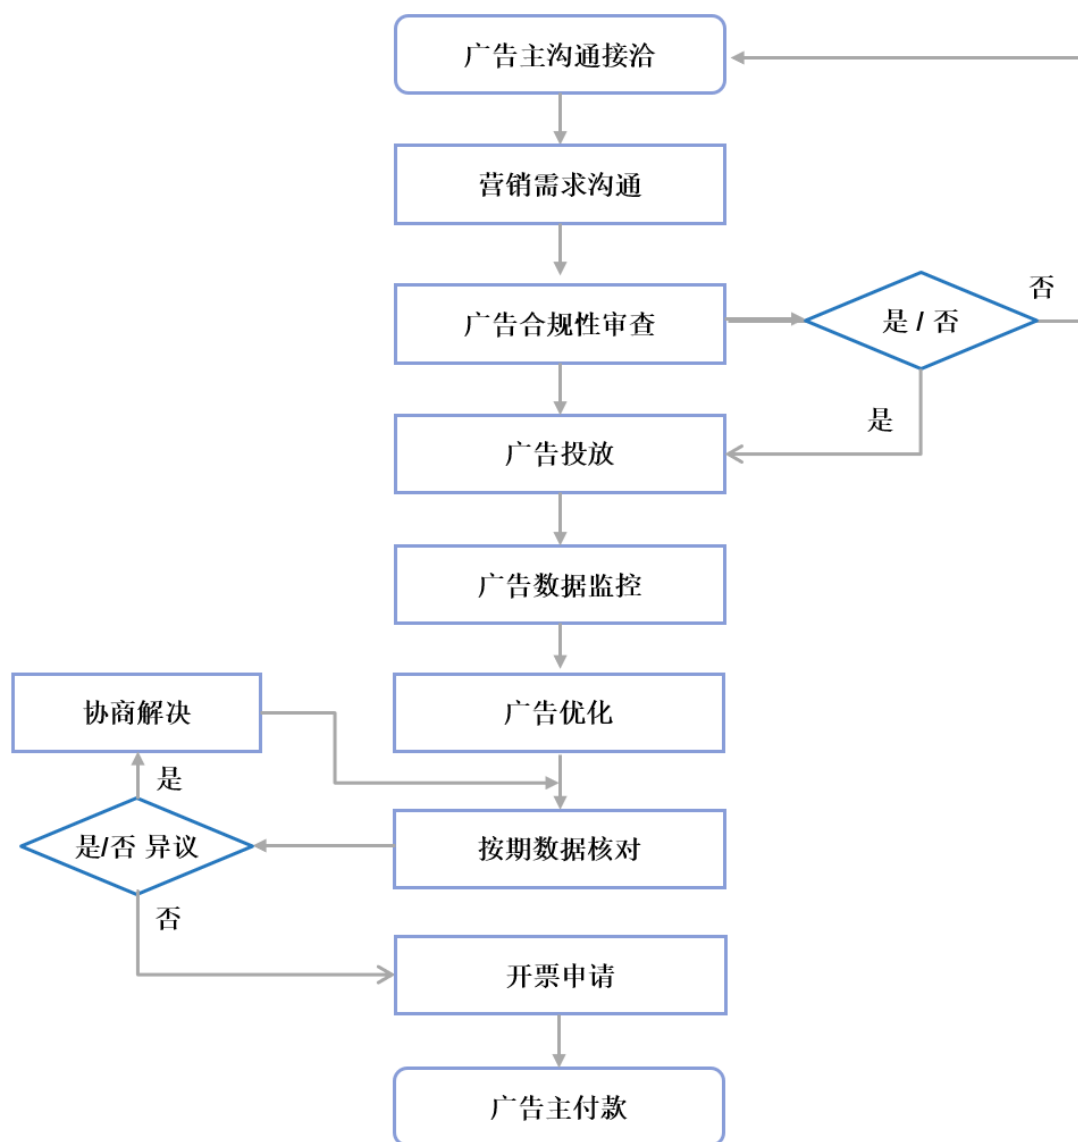 广告主沟通接洽
营销需求沟通
广告合规性审查
是 / 否
否
是
广告投放
广告数据监控
协商解决
广告优化
是
是/否 异议
按期数据核对
否
开票申请
广告主付款